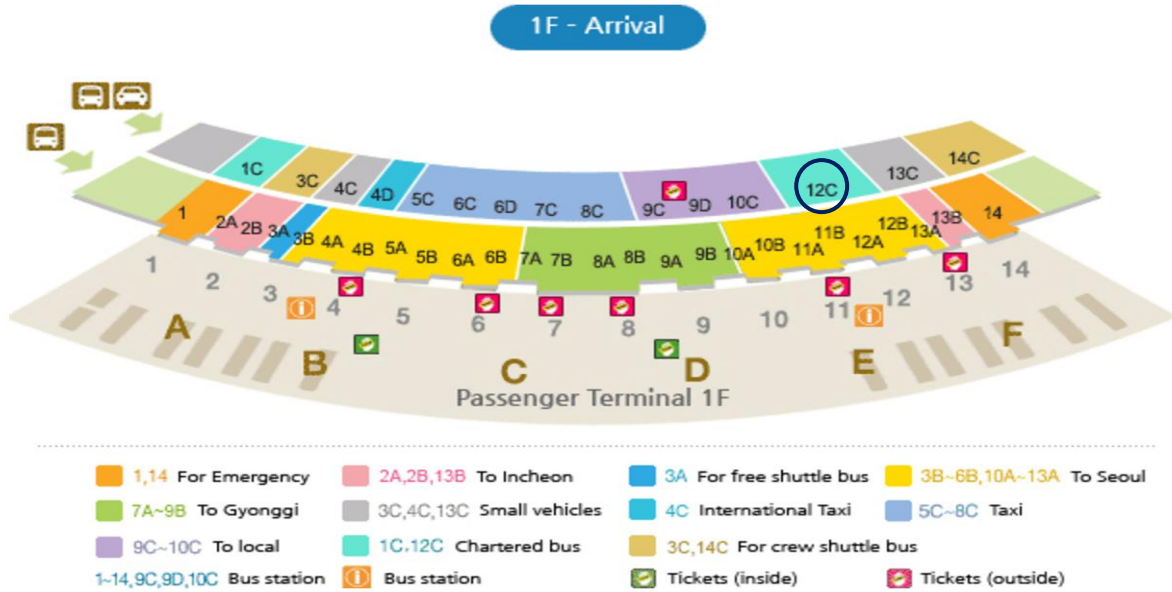 1F - Arrival
1C 3C 4C 4D 5C 6C 6D 7C 8C 9C 9D 10C 12C 13C 14C
1 2A 2B 3A 3B 4A 4B 5A 5B 6A 6B 7A 7B 8A 8B 9A 9B 10A 10B 11A 11B 12A 12B 13A 13B 14
1 2 3 4 5 6 7 8 9 10 11 12 13 14
A B C D E F
Passenger Terminal 1F
1,14 For Emergency 2A,2B,13B To Incheon 3A For free shuttle bus 3B~6B,10A~13A To Seoul
7A~9B To Gyonggi 3C,4C,13C Small vehicles 4C International Taxi 5C~8C Taxi
9C~10C To local 1C.12C Chartered bus 3C,14C For crew shuttle bus
1~14,9C,9D,10C Bus station Bus station Tickets (inside) Tickets (outside)